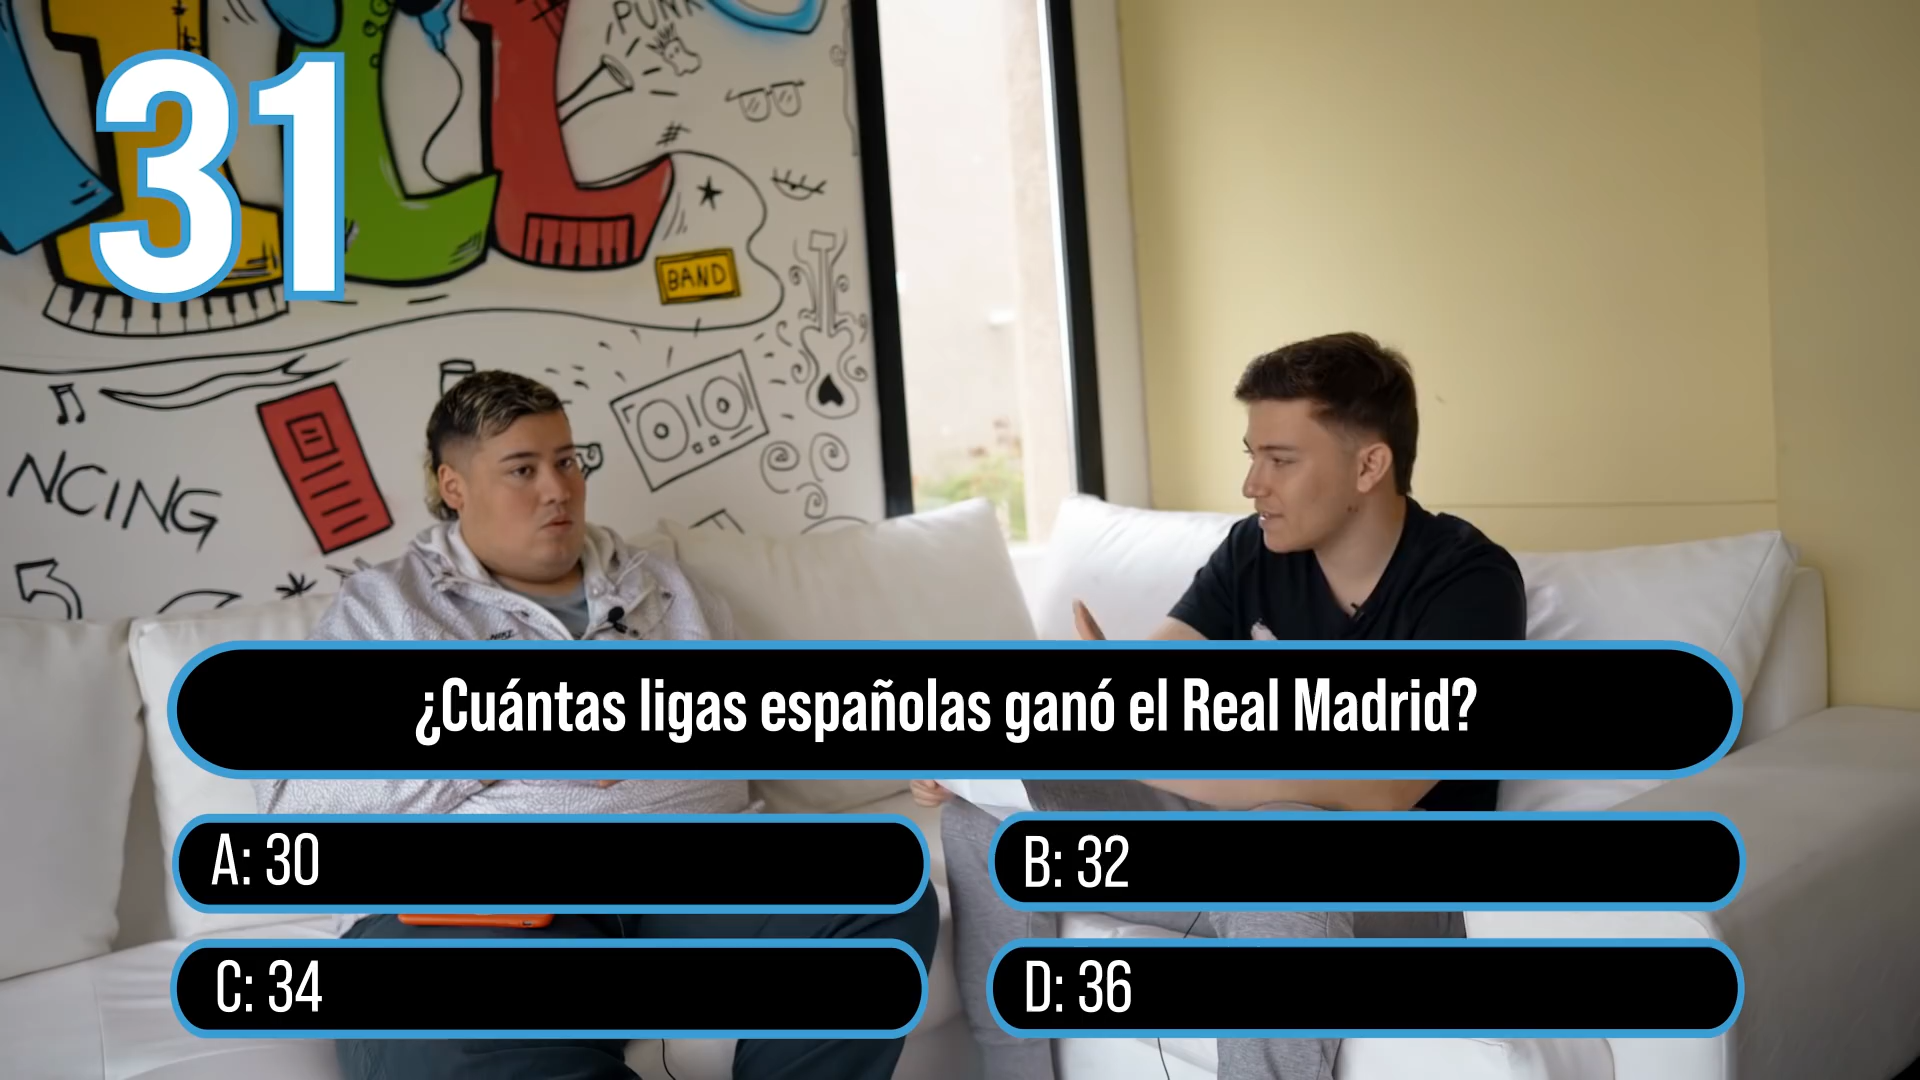 PUNK
31
BAND
NCING
¿Cuántas ligas españolas ganó el Real Madrid?
A: 30
B: 32
C: 34
D: 36